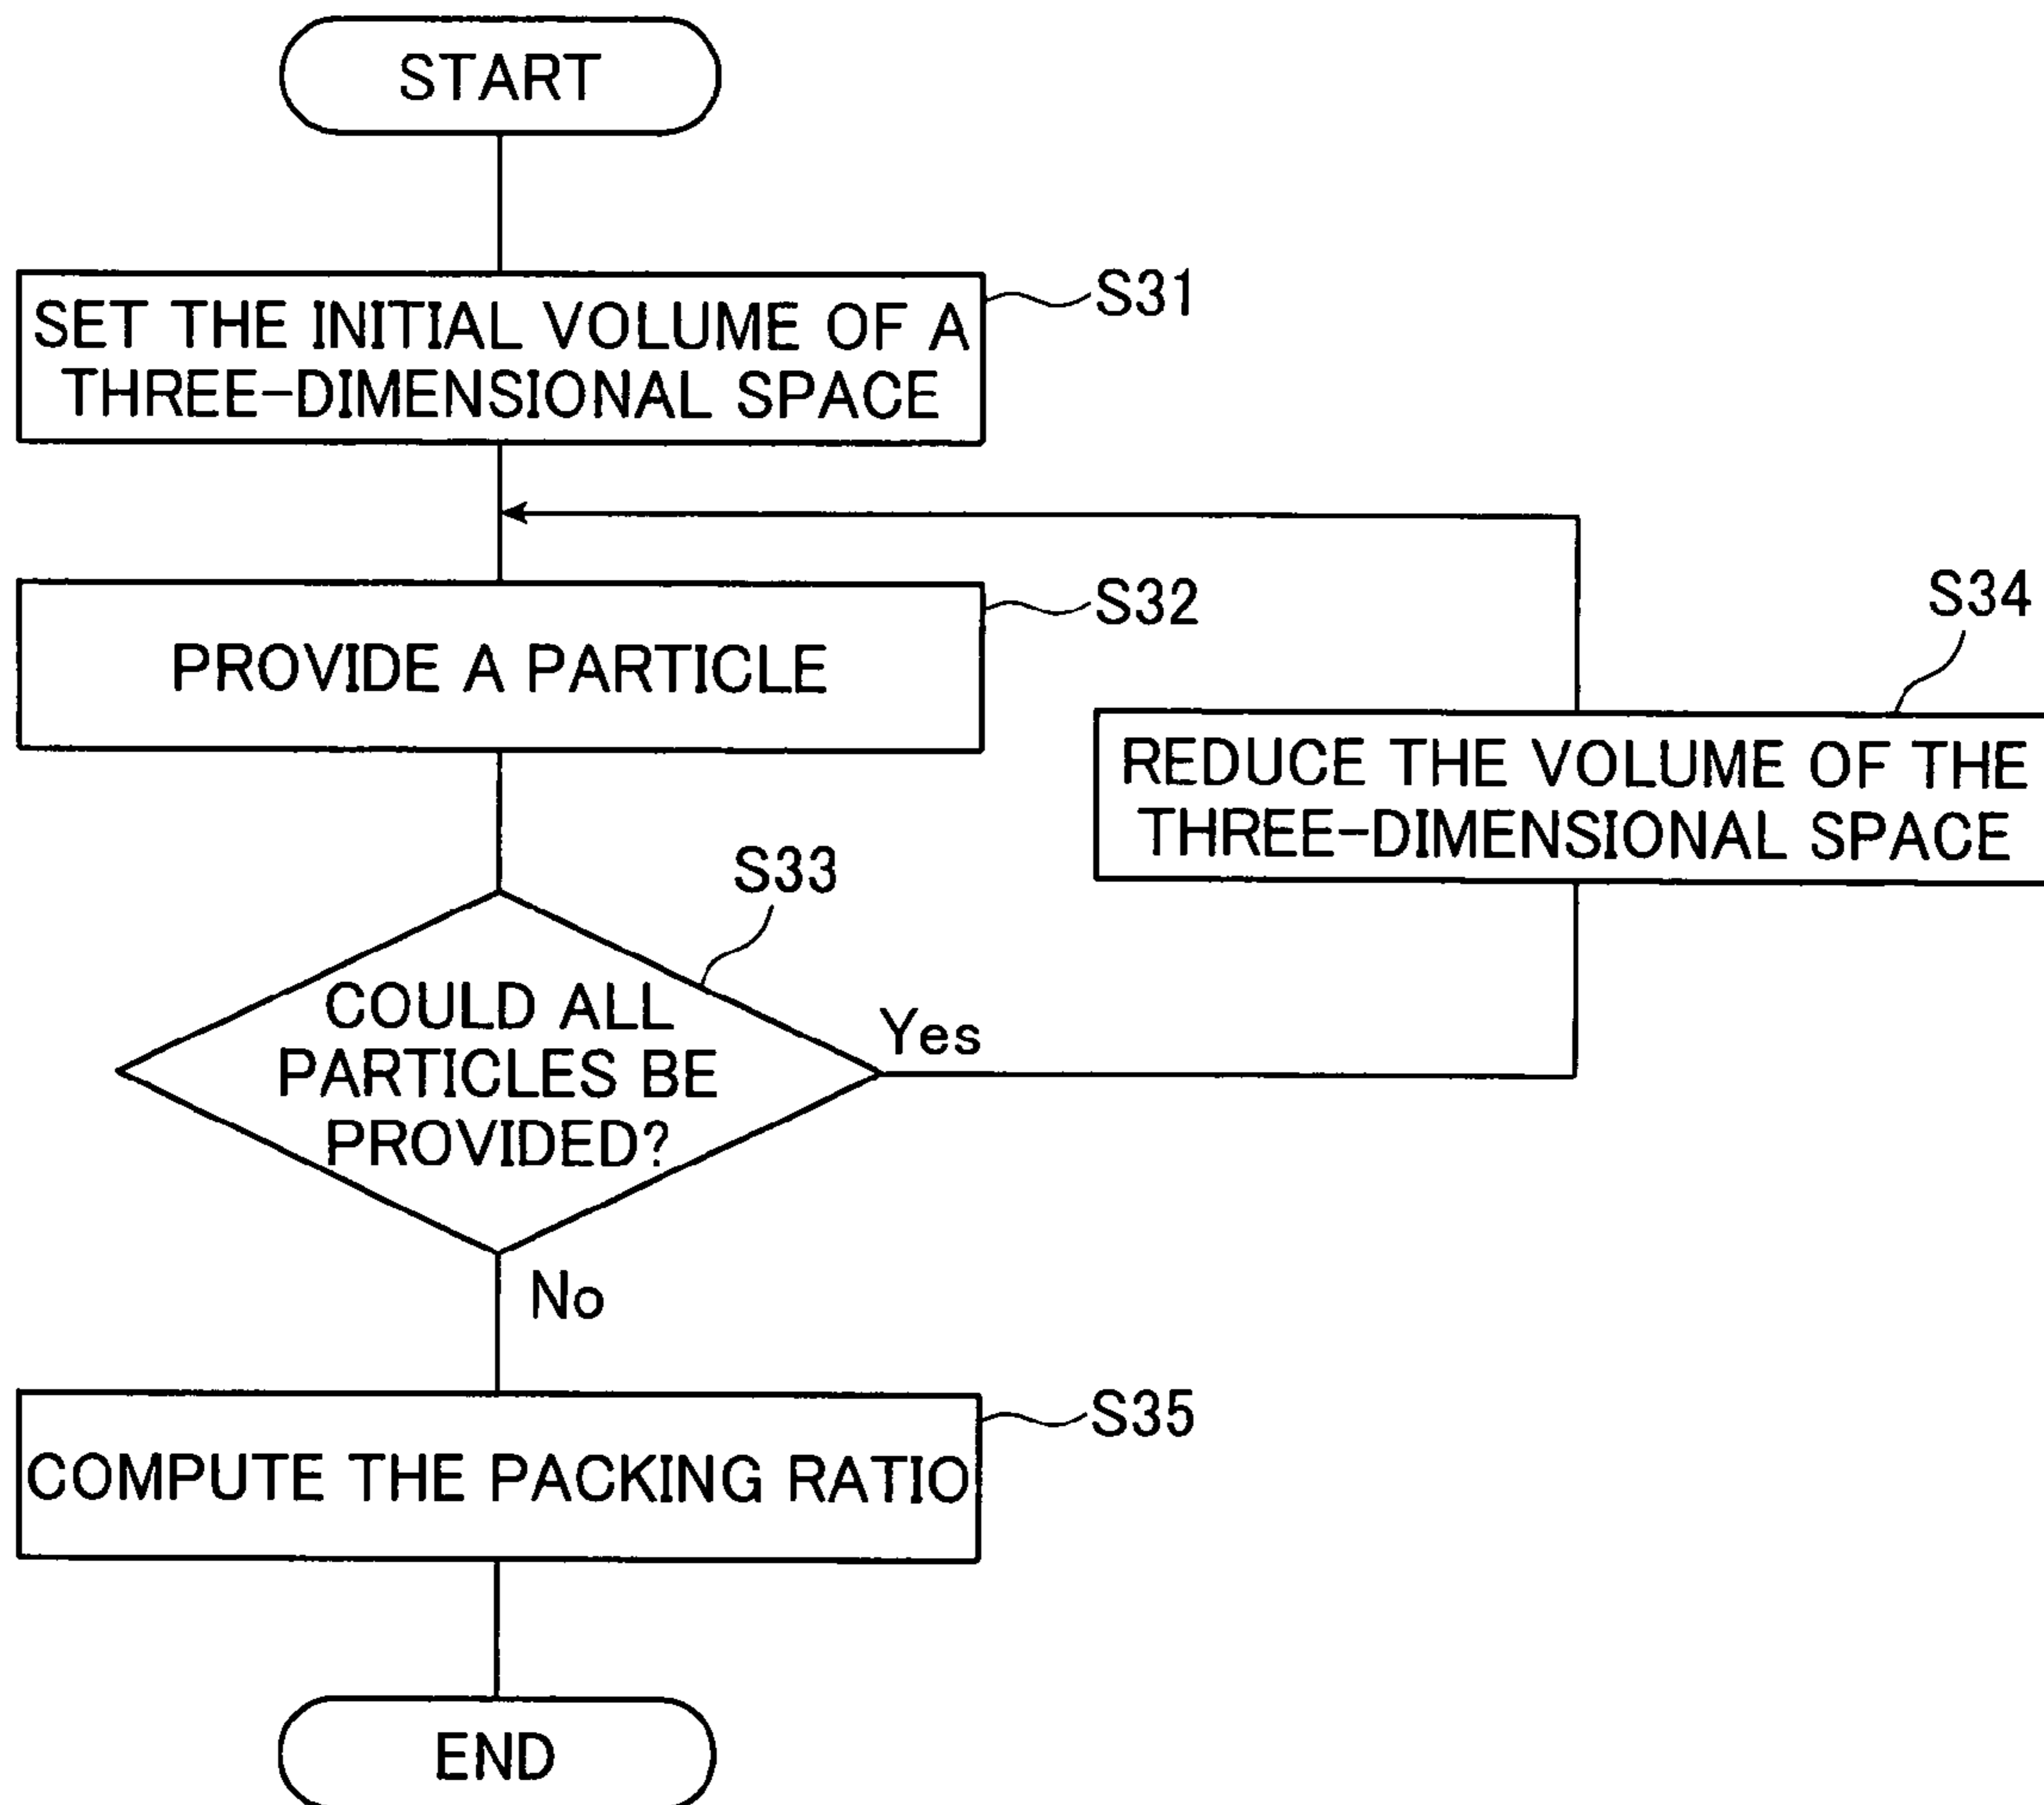 START
SET THE INITIAL VOLUME OF A
THREE-DIMENSIONAL SPACE
S31
PROVIDE A PARTICLE
S32
S34
REDUCE THE VOLUME OF THE
THREE-DIMENSIONAL SPACE
S33
COULD ALL
PARTICLES BE
PROVIDED?
Yes
No
COMPUTE THE PACKING RATIO
S35
END